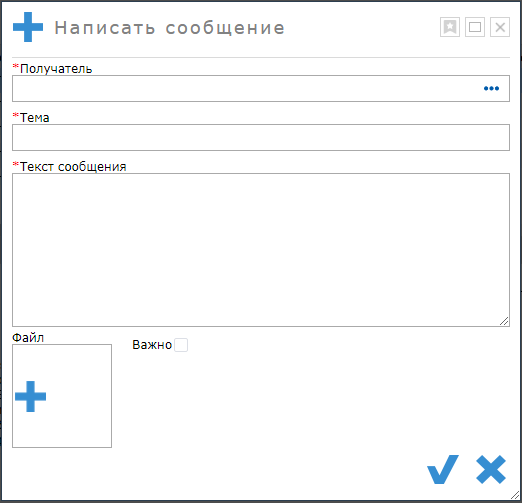 Написать сообщение
*Получатель
*Тема
*Текст сообщения
Файл
Важно